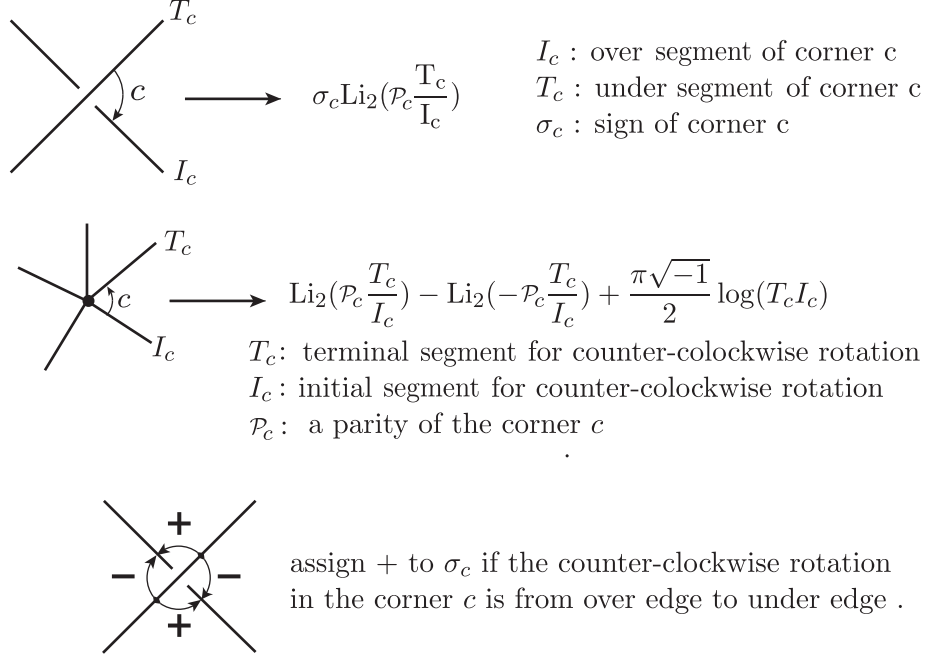 T_c
c
I_c
σ_c Li_2(𝒫_c T_c/I_c)
I_c : over segment of corner c
T_c : under segment of corner c
σ_c : sign of corner c
T_c
c
I_c
Li_2(𝒫_c T_c/I_c) − Li_2(−𝒫_c T_c/I_c) + π√−1/2 log(T_c I_c)
T_c: terminal segment for counter-colockwise rotation
I_c: initial segment for counter-colockwise rotation
𝒫_c: a parity of the corner c
.
+
− −
+
assign + to σ_c if the counter-clockwise rotation
in the corner c is from over edge to under edge .